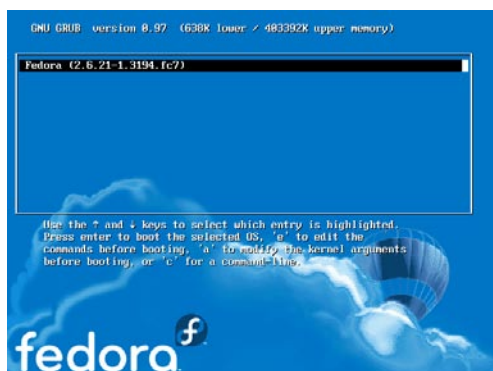 GNU GRUB version 0.97 (638K lower / 403392K upper memory)
Fedora (2.6.21-1.3194.fc7)
Use the ↑ and ↓ keys to select which entry is highlighted.
Press enter to boot the selected OS, 'e' to edit the
commands before booting, 'a' to modify the kernel arguments
before booting, or 'c' for a command-line.
fedora